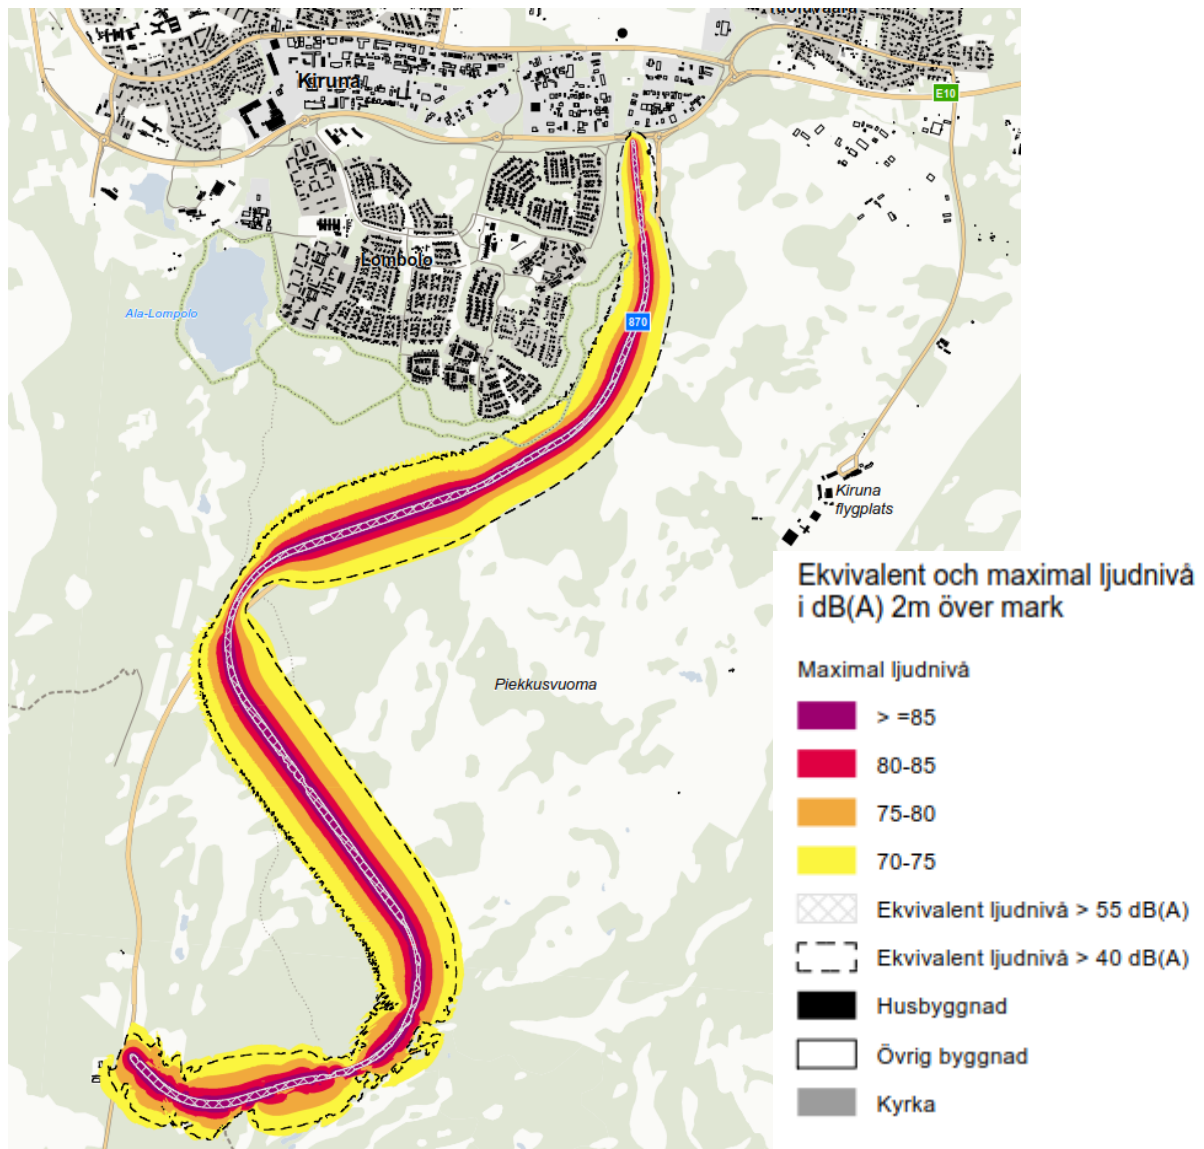 Kiruna
E10
Lombolo
Ala-Lompolo
870
Kiruna
flygplats
Piekkusvuoma
Ekvivalent och maximal ljudnivå
i dB(A) 2m över mark
Maximal ljudnivå
> =85
80-85
75-80
70-75
Ekvivalent ljudnivå > 55 dB(A)
Ekvivalent ljudnivå > 40 dB(A)
Husbyggnad
Övrig byggnad
Kyrka